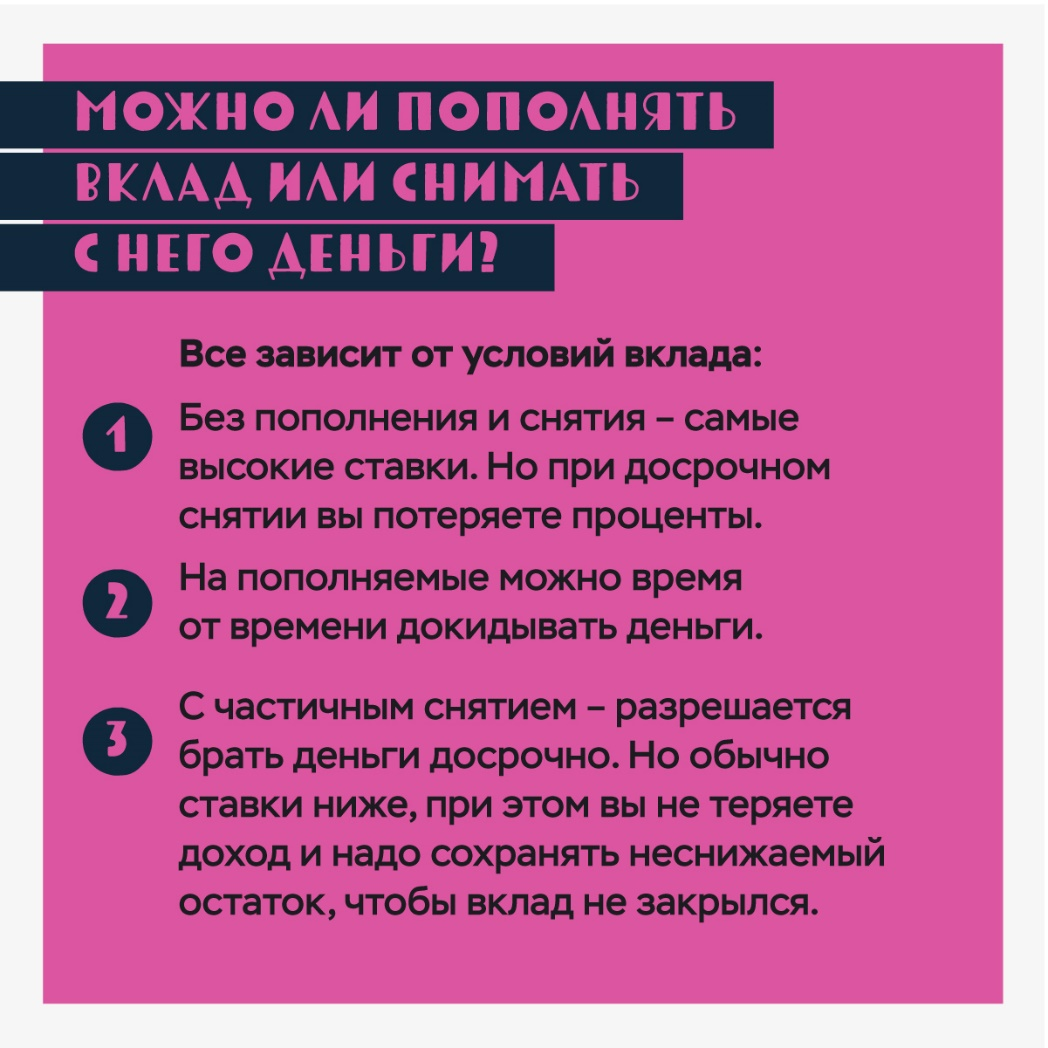 МОЖНО ЛИ ПОПОЛНЯТЬ
ВКЛАД ИЛИ СНИМАТЬ
С НЕГО ДЕНЬГИ?
Все зависит от условий вклада:
1 Без пополнения и снятия – самые
высокие ставки. Но при досрочном
снятии вы потеряете проценты.
2 На пополняемые можно время
от времени докидывать деньги.
3 С частичным снятием – разрешается
брать деньги досрочно. Но обычно
ставки ниже, при этом вы не теряете
доход и надо сохранять неснижаемый
остаток, чтобы вклад не закрылся.